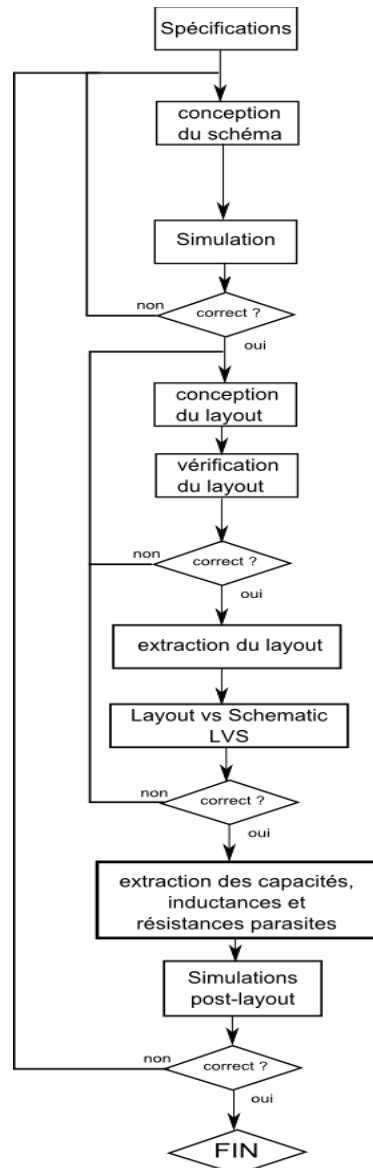 Spécifications
conception
du schéma
Simulation
non
correct ?
oui
conception
du layout
vérification
du layout
non
correct ?
oui
extraction du layout
Layout vs Schematic
LVS
non
correct ?
oui
extraction des capacités,
inductances et
résistances parasites
Simulations
post-layout
non
correct ?
oui
FIN